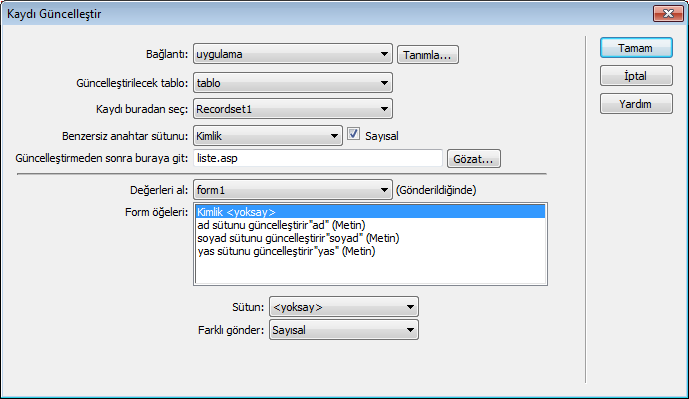 Kaydı Güncelleştir
Bağlantı: uygulama Tanımla... Tamam
Güncelleştirilecek tablo: tablo İptal
Kaydı buradan seç: Recordset1 Yardım
Benzersiz anahtar sütunu: Kimlik Sayısal
Güncelleştirmeden sonra buraya git: liste.asp Gözat...
Değerleri al: form1 (Gönderildiğinde)
Form öğeleri: Kimlik <yoksay>
ad sütunu güncelleştirir"ad" (Metin)
soyad sütunu güncelleştirir"soyad" (Metin)
yas sütunu güncelleştirir"yas" (Metin)
Sütun: <yoksay>
Farklı gönder: Sayısal